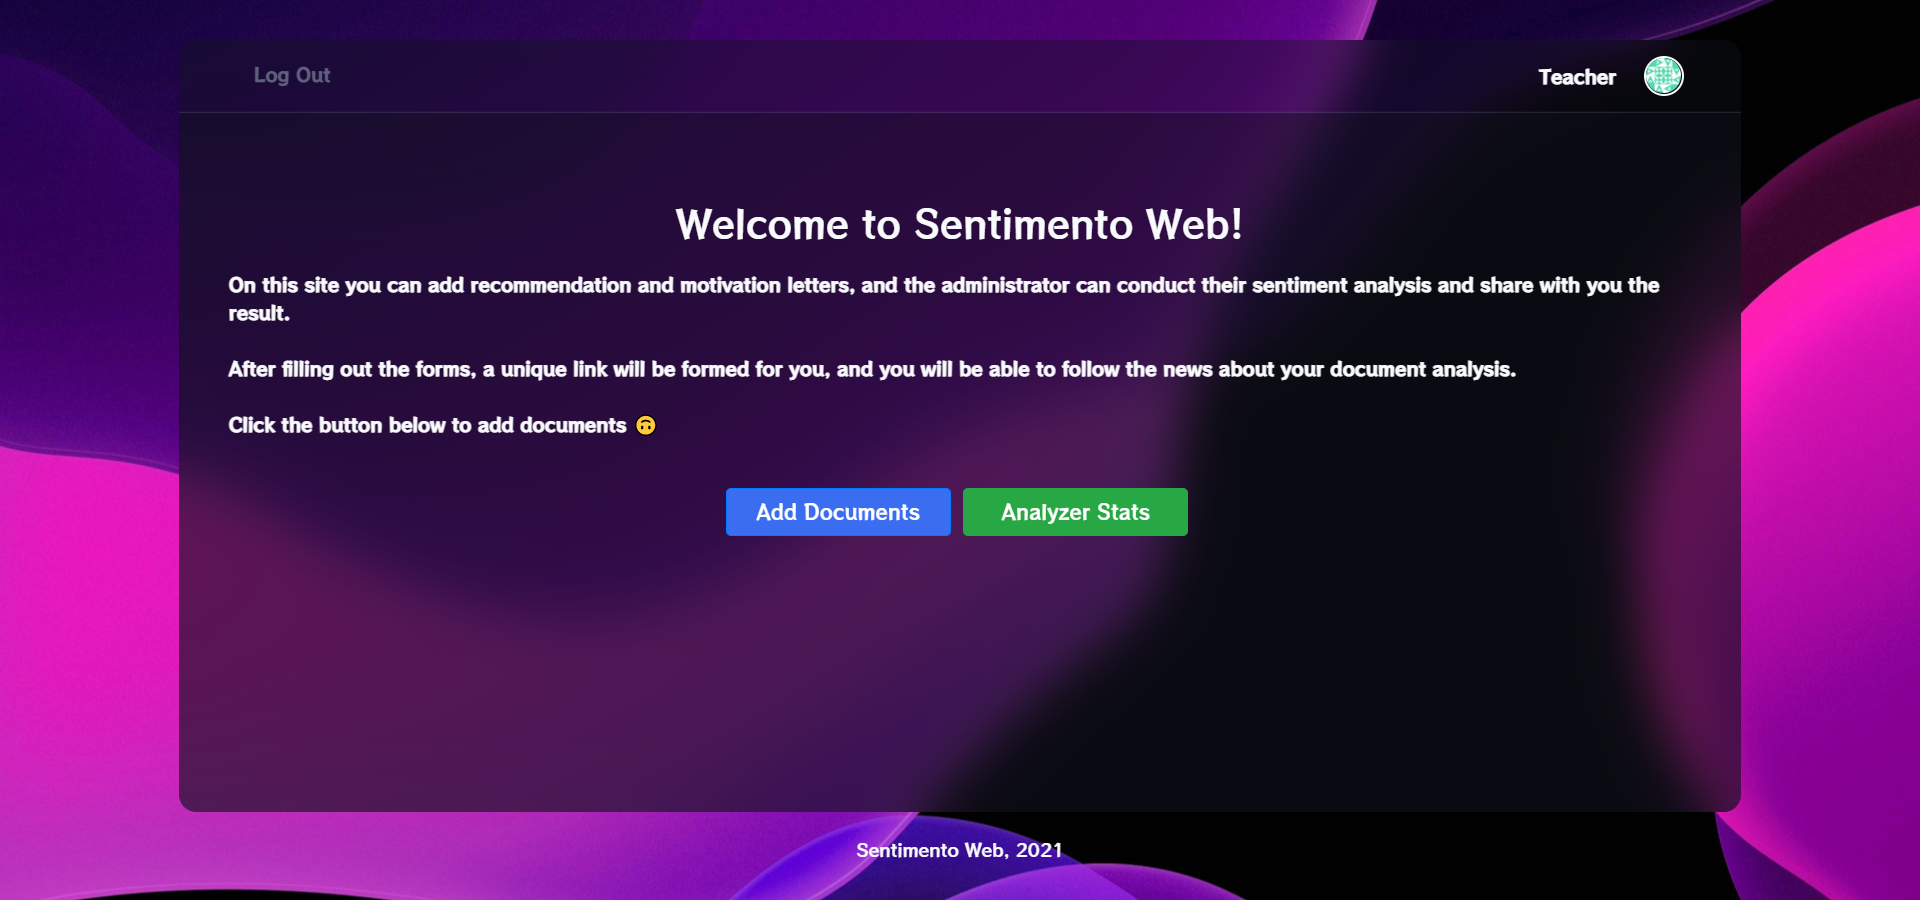 Log Out
Teacher
Welcome to Sentimento Web!
On this site you can add recommendation and motivation letters, and the administrator can conduct their sentiment analysis and share with you the
result.
After filling out the forms, a unique link will be formed for you, and you will be able to follow the news about your document analysis.
Click the button below to add documents 🙃
Add Documents
Analyzer Stats
Sentimento Web, 2021